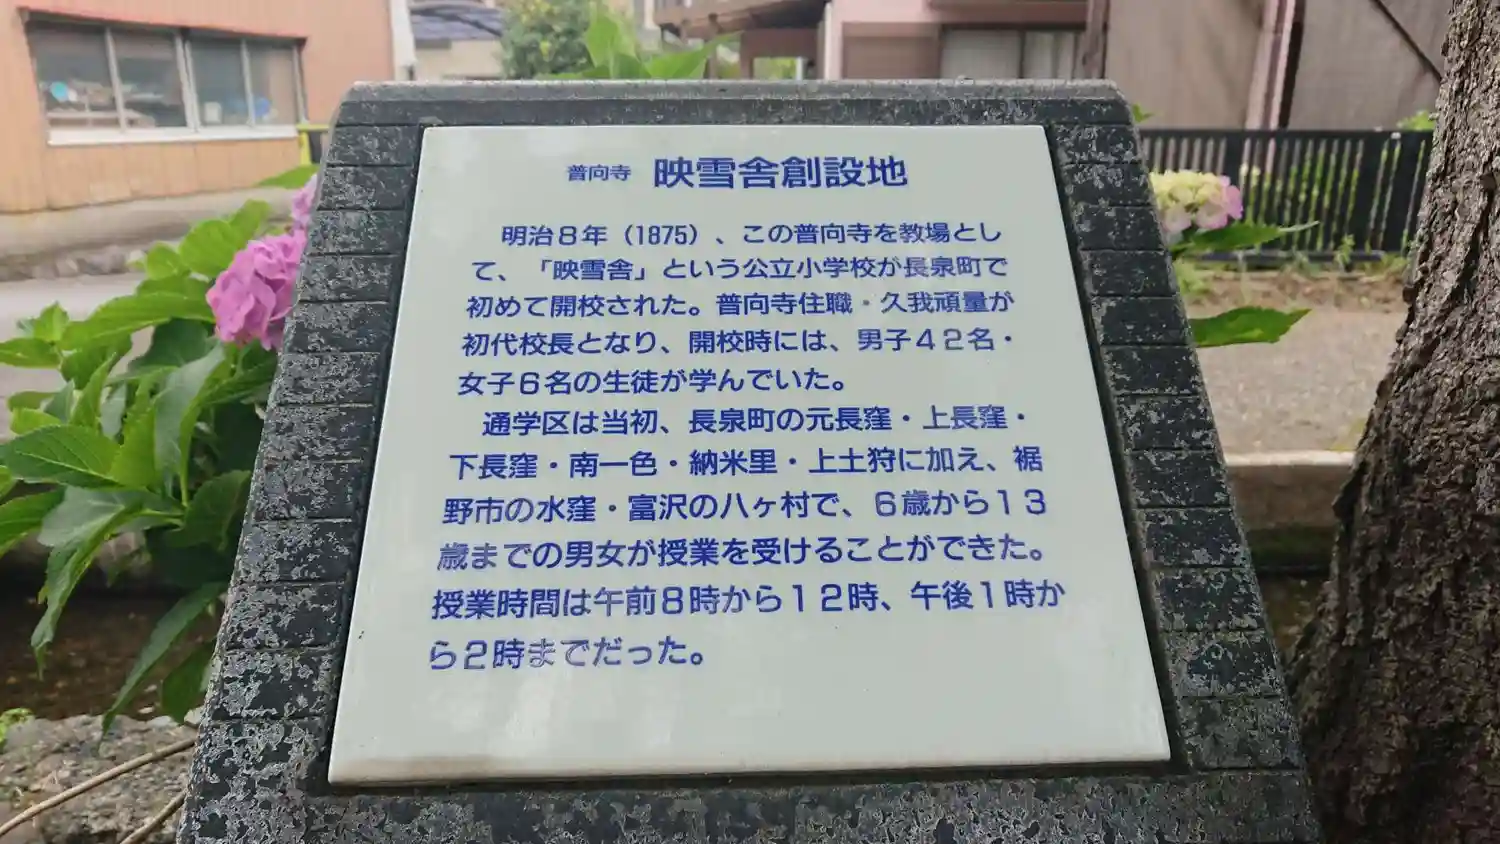 普向寺 映雪舎創設地
明治８年（1875）、この普向寺を教場とし
て、「映雪舎」という公立小学校が長泉町で
初めて開校された。普向寺住職・久我頑量が
初代校長となり、開校時には、男子４２名・
女子６名の生徒が学んでいた。
通学区は当初、長泉町の元長窪・上長窪・
下長窪・南一色・納米里・上土狩に加え、裾
野市の水窪・富沢の八ヶ村で、６歳から１３
歳までの男女が授業を受けることができた。
授業時間は午前８時から１２時、午後１時か
ら２時までだった。